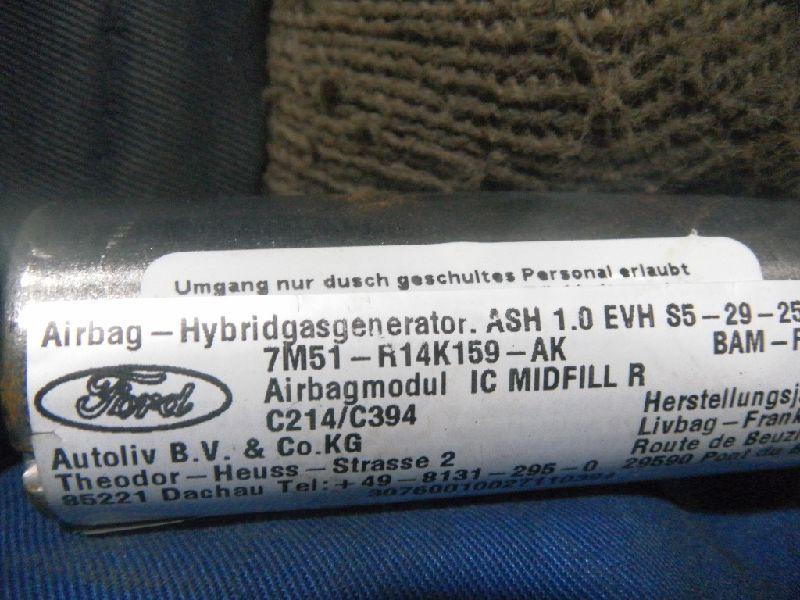 Umgang nur dusch geschultes Personal erlaubt
Airbag – Hybridgasgenerator. ASH 1.0 EVH S5 – 29 – 25
7M51 – R14K159 – AK BAM – F
Ford
Airbagmodul IC MIDFILL R
C214/C394
Herstellungsj
Autoliv B.V. & Co.KG
Livbag – Frank
Theodor – Heuss – Strasse 2
Route de Beuz
85221 Dachau Tel: + 49 – 8131 – 295 – 0
29590 Pont du